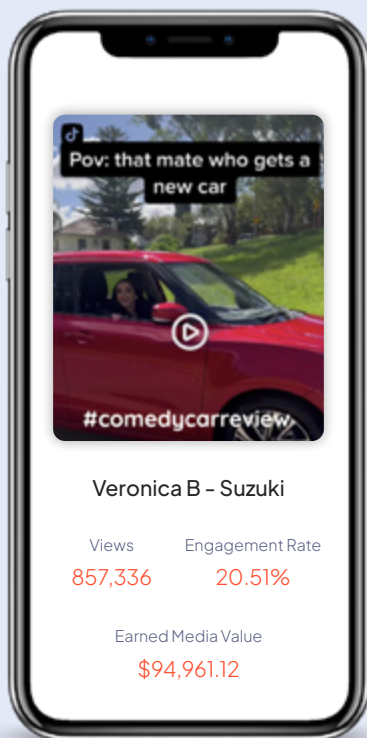 Pov: that mate who gets a
new car
#comedycarreview
Veronica B - Suzuki
Views
Engagement Rate
857,336
20.51%
Earned Media Value
$94,961.12